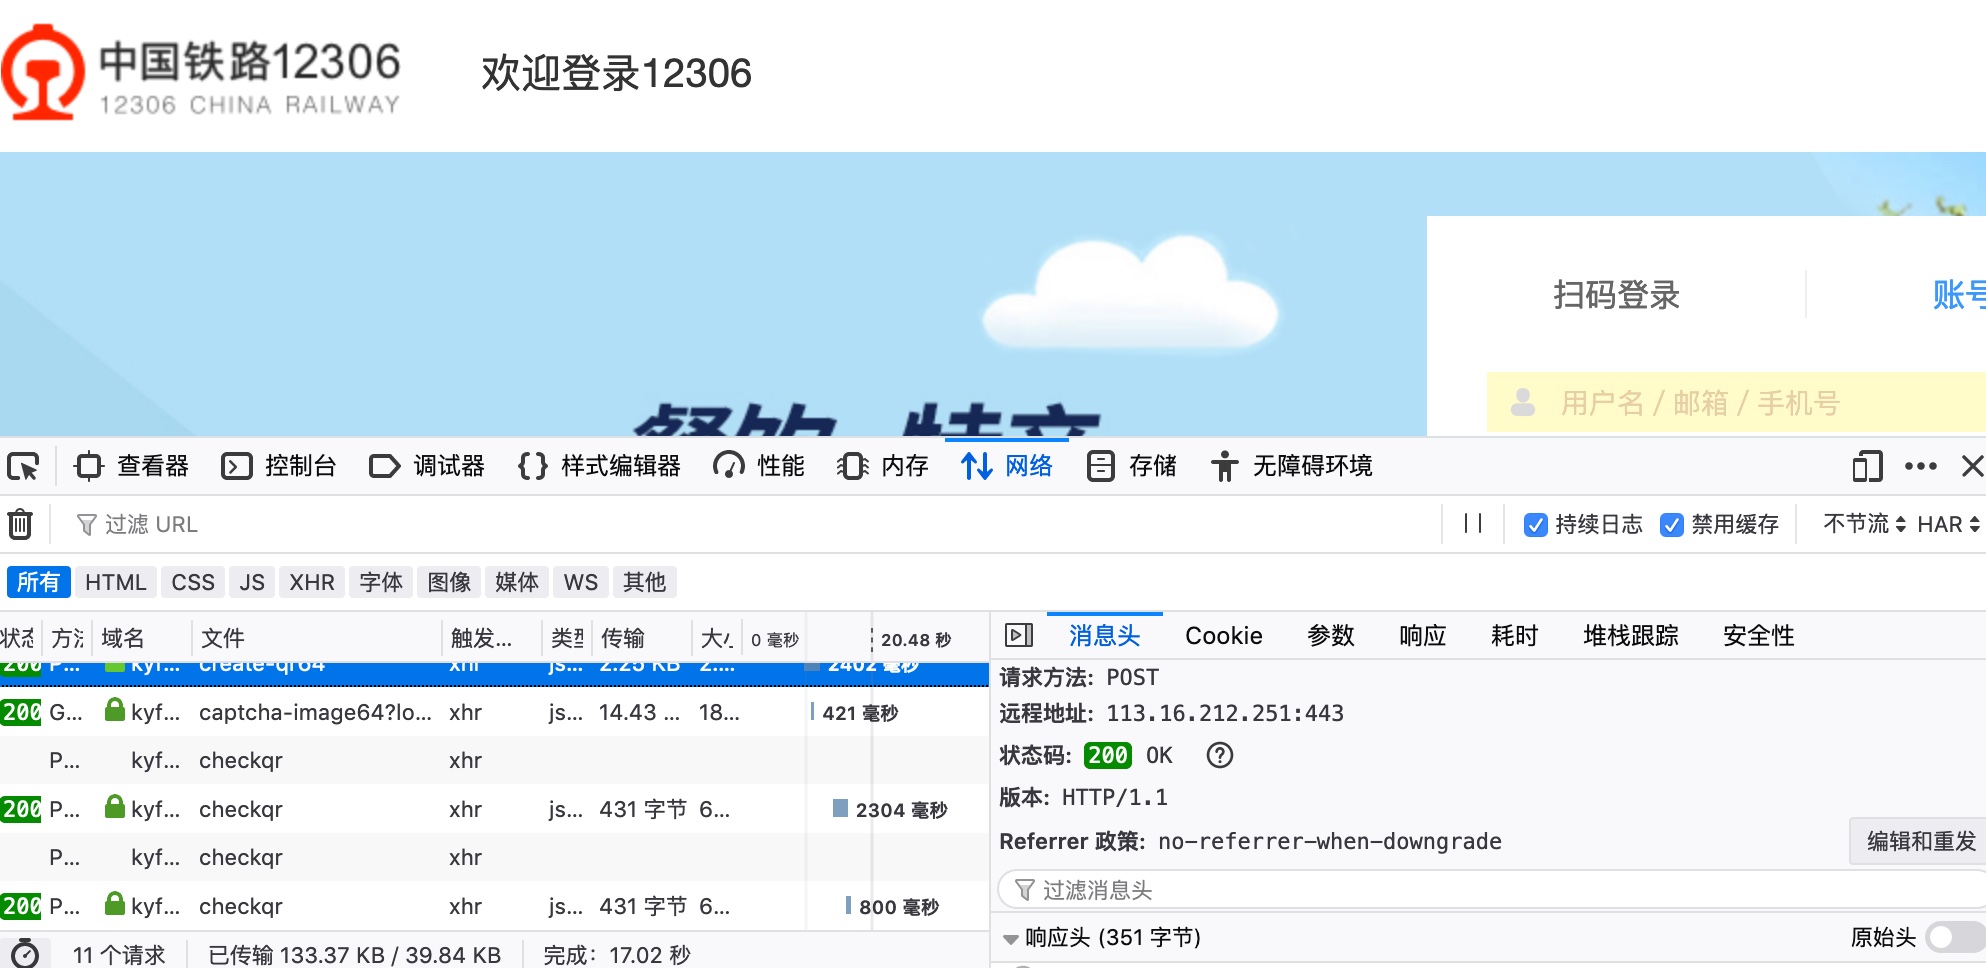 中国铁路12306
12306 CHINA RAILWAY
欢迎登录12306
扫码登录
账号
用户名 / 邮箱 / 手机号
查看器 控制台 调试器 样式编辑器 性能 内存 网络 存储 无障碍环境
过滤 URL
持续日志 禁用缓存 不节流 HAR
所有 HTML CSS JS XHR 字体 图像 媒体 WS 其他
状态 方法 域名 文件 触发... 类型 传输 大小 0 毫秒 20.48 秒
200 P... kyf... create-qr64 xhr js... 2.25 KB 2.... 2402 毫秒
200 G... kyf... captcha-image64?lo... xhr js... 14.43 ... 18... 421 毫秒
P... kyf... checkqr xhr
200 P... kyf... checkqr xhr js... 431 字节 6... 2304 毫秒
P... kyf... checkqr xhr
200 P... kyf... checkqr xhr js... 431 字节 6... 800 毫秒
11 个请求 已传输 133.37 KB / 39.84 KB 完成：17.02 秒
消息头 Cookie 参数 响应 耗时 堆栈跟踪 安全性
请求方法: POST
远程地址: 113.16.212.251:443
状态码: 200 OK
版本: HTTP/1.1
Referrer 政策: no-referrer-when-downgrade
编辑和重发
过滤消息头
响应头 (351 字节)
原始头